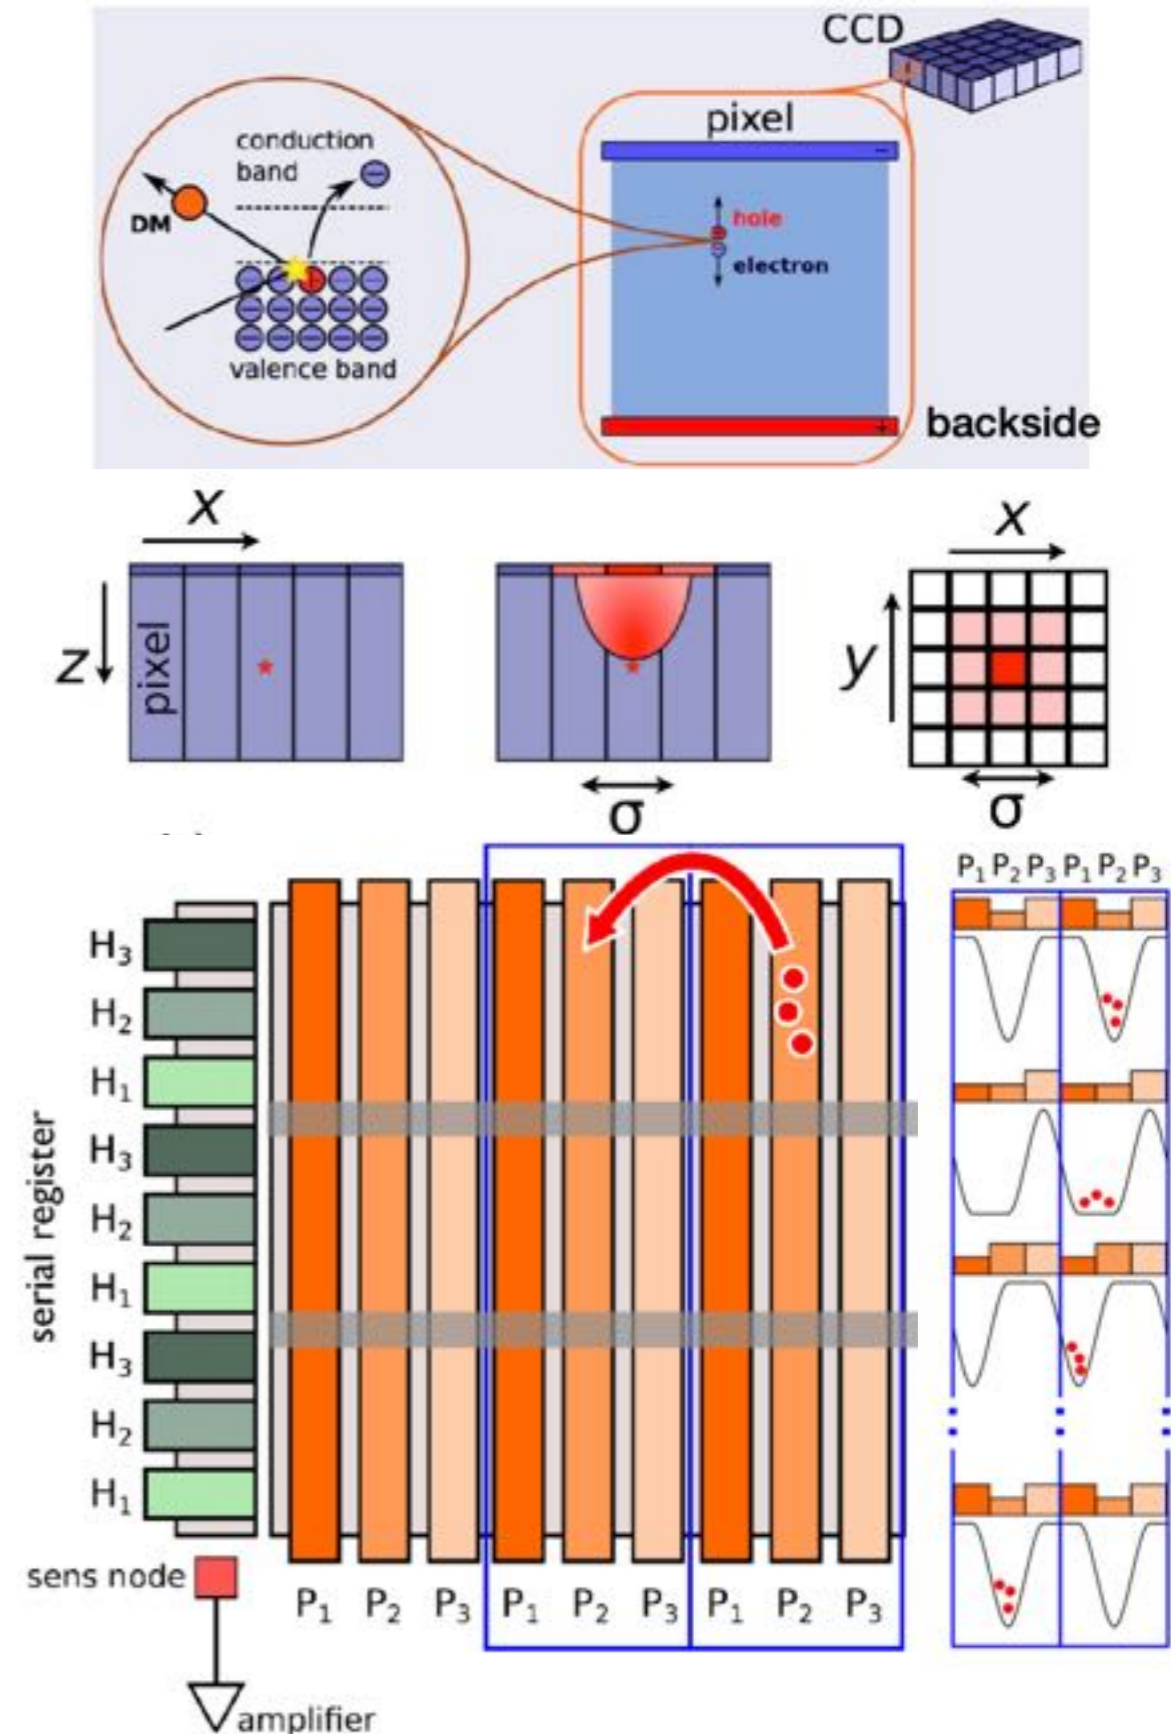 CCD
pixel
conduction
band
DM
hole
electron
valence band
backside
x
x
z
pixel
y
σ
σ
P₁ P₂ P₃ P₁ P₂ P₃
H₃
H₂
H₁
H₃
H₂
H₁
H₃
H₂
H₁
serial register
sens node
P₁ P₂ P₃ P₁ P₂ P₃ P₁ P₂ P₃
amplifier